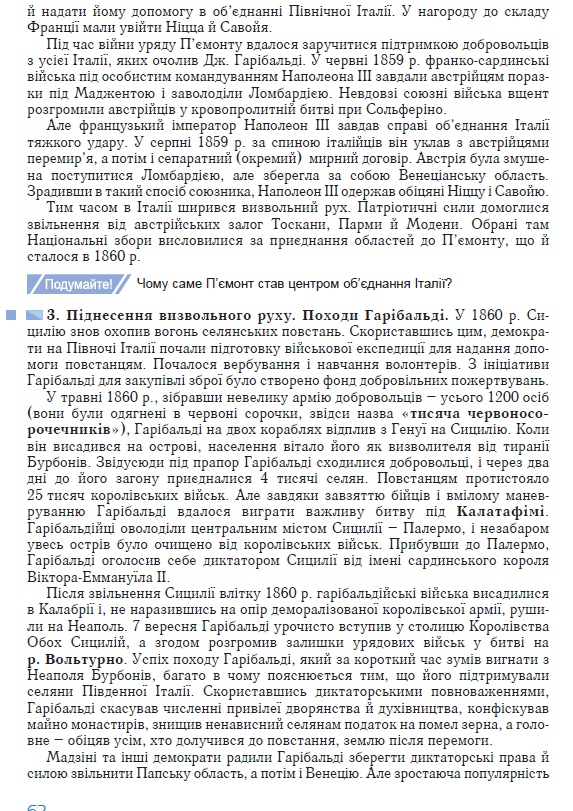 й надати йому допомогу в об’єднанні Північної Італії. У нагороду до складу
Франції мали увійти Ніцца й Савойя.
Під час війни уряду П’ємонту вдалося заручитися підтримкою добровольців
з усієї Італії, яких очолив Дж. Гарібальді. У червні 1859 р. франко-сардинські
війська під особистим командуванням Наполеона III завдали австрійцям пораз-
ки під Маджентою і заволоділи Ломбардією. Невдовзі союзні війська вщент
розгромили австрійців у кровопролитній битві при Сольферіно.
Але французький імператор Наполеон III завдав справі об’єднання Італії
тяжкого удару. У серпні 1859 р. за спиною італійців він уклав з австрійцями
перемир’я, а потім і сепаратний (окремий) мирний договір. Австрія була змуше-
на поступитися Ломбардією, але зберегла за собою Венеціанську область.
Зрадивши в такий спосіб союзника, Наполеон III одержав обіцяні Ніццу і Савойю.
Тим часом в Італії ширився визвольний рух. Патріотичні сили домоглися
звільнення від австрійських залог Тоскани, Парми й Модени. Обрані там
Національні збори висловилися за приєднання областей до П’ємонту, що й
сталося в 1860 р.
Подумайте! Чому саме П’ємонт став центром об’єднання Італії?
3. Піднесення визвольного руху. Походи Гарібальді. У 1860 р. Си-
цилію знов охопив вогонь селянських повстань. Скориставшись цим, демокра-
ти на Півночі Італії почали підготовку військової експедиції для надання допо-
моги повстанцям. Почалося вербування і навчання волонтерів. З ініціативи
Гарібальді для закупівлі зброї було створено фонд добровільних пожертвувань.
У травні 1860 р., зібравши невелику армію добровольців – усього 1200 осіб
(вони були одягнені в червоні сорочки, звідси назва «тисяча червоносо-
рочечників»), Гарібальді на двох кораблях відплив з Генуї на Сицилію. Коли
він висадився на острові, населення вітало його як визволителя від тиранії
Бурбонів. Звідусюди під прапор Гарібальді сходилися добровольці, і через два
дні до його загону приєдналися 4 тисячі селян. Повстанцям протистояло
25 тисяч королівських військ. Але завдяки завзяттю бійців і вмілому манев-
руванню Гарібальді вдалося виграти важливу битву під Калатафімі.
Гарібальдійці оволоділи центральним містом Сицилії – Палермо, і незабаром
увесь острів було очищено від королівських військ. Прибувши до Палермо,
Гарібальді оголосив себе диктатором Сицилії від імені сардинського короля
Віктора-Еммануїла II.
Після звільнення Сицилії влітку 1860 р. гарібальдійські війська висадилися
в Калабрії і, не наразившись на опір деморалізованої королівської армії, руши-
ли на Неаполь. 7 вересня Гарібальді урочисто вступив у столицю Королівства
Обох Сицилій, а згодом розгромив залишки урядових військ у битві на
р. Вольтурно. Успіх походу Гарібальді, який за короткий час зумів вигнати з
Неаполя Бурбонів, багато в чому пояснюється тим, що його підтримували
селяни Південної Італії. Скориставшись диктаторськими повноваженнями,
Гарібальді скасував численні привілеї дворянства й духівництва, конфіскував
майно монастирів, знищив ненависний селянам податок на помел зерна, а голо-
вне – обіцяв усім, хто долучився до повстання, землю після перемоги.
Мадзіні та інші демократи радили Гарібальді зберегти диктаторські права й
силою звільнити Папську область, а потім і Венецію. Але зростаюча популярність